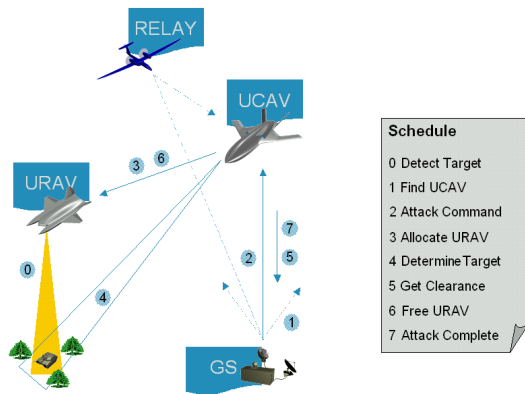 RELAY
UCAV
3 6
URAV
0
7
2
5
4
1
GS
Schedule
0 Detect Target
1 Find UCAV
2 Attack Command
3 Allocate URAV
4 Determine Target
5 Get Clearance
6 Free URAV
7 Attack Complete